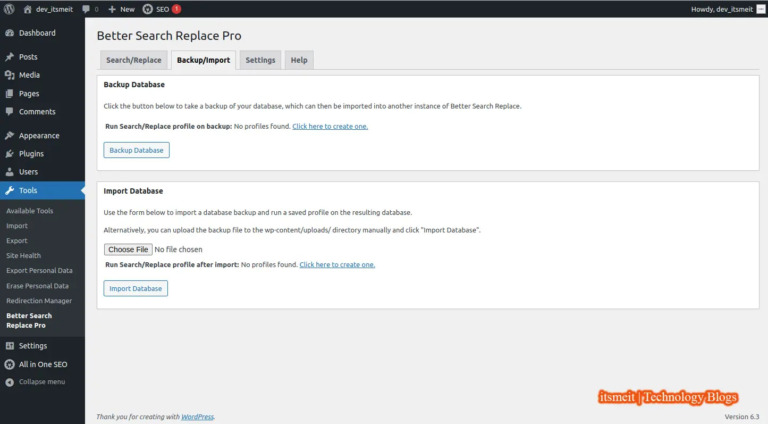 dev_itsmeit 0 New SEO 1 Howdy, dev_itsmeit
Dashboard
Posts
Media
Pages
Comments
Appearance
Plugins
Users
Tools
Available Tools
Import
Export
Site Health
Export Personal Data
Erase Personal Data
Redirection Manager
Better Search
Replace Pro
Settings
All in One SEO
Collapse menu
Better Search Replace Pro
Search/Replace Backup/Import Settings Help
Backup Database
Click the button below to take a backup of your database, which can then be imported into another instance of Better Search Replace.
Run Search/Replace profile on backup: No profiles found. Click here to create one.
Backup Database
Import Database
Use the form below to import a database backup and run a saved profile on the resulting database.
Alternatively, you can upload the backup file to the wp-content/uploads/ directory manually and click "Import Database".
Choose File No file chosen
Run Search/Replace profile after import: No profiles found. Click here to create one.
Import Database
itsmeit | Technology Blogs
Thank you for creating with WordPress. Version 6.3